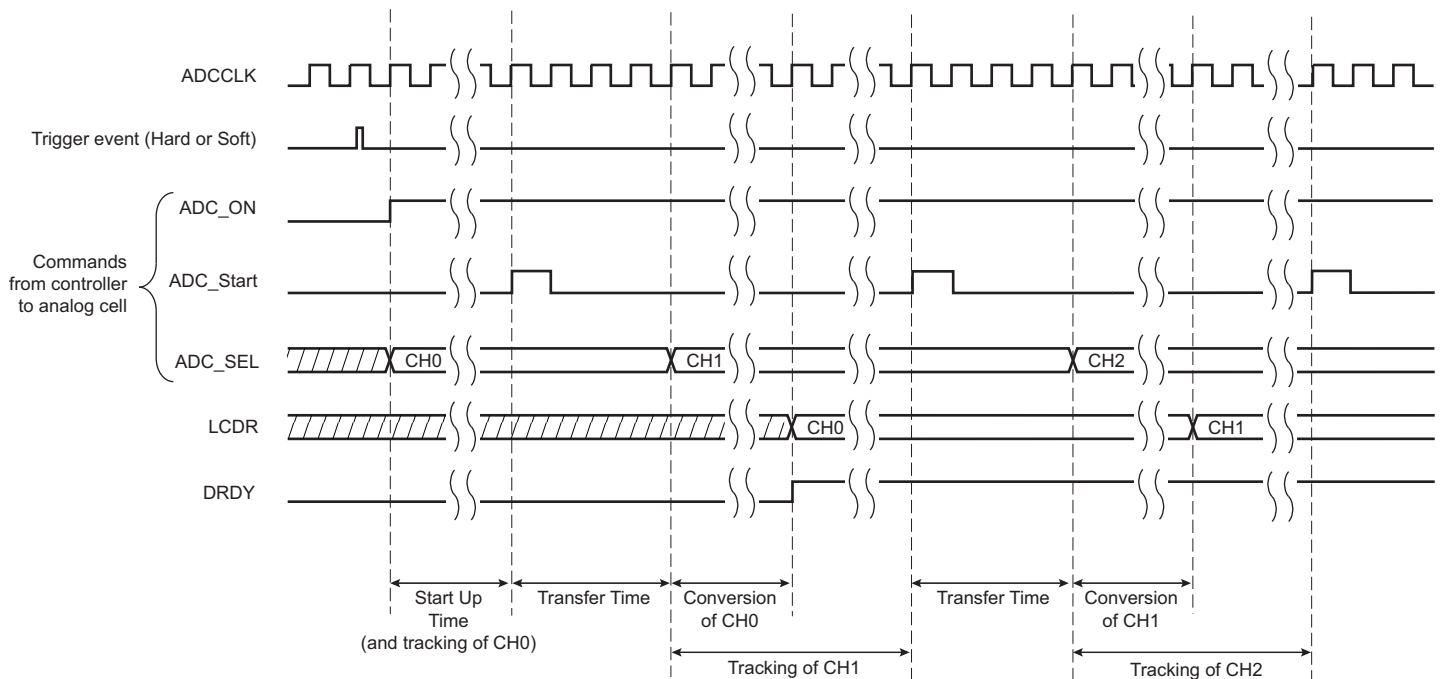 ADCCLK
Trigger event (Hard or Soft)
ADC_ON
Commands
from controller
to analog cell
ADC_Start
ADC_SEL
CH0
CH1
CH2
LCDR
CH0
CH1
DRDY
Start Up
Time
(and tracking of CH0)
Transfer Time
Conversion
of CH0
Transfer Time
Conversion
of CH1
Tracking of CH1
Tracking of CH2